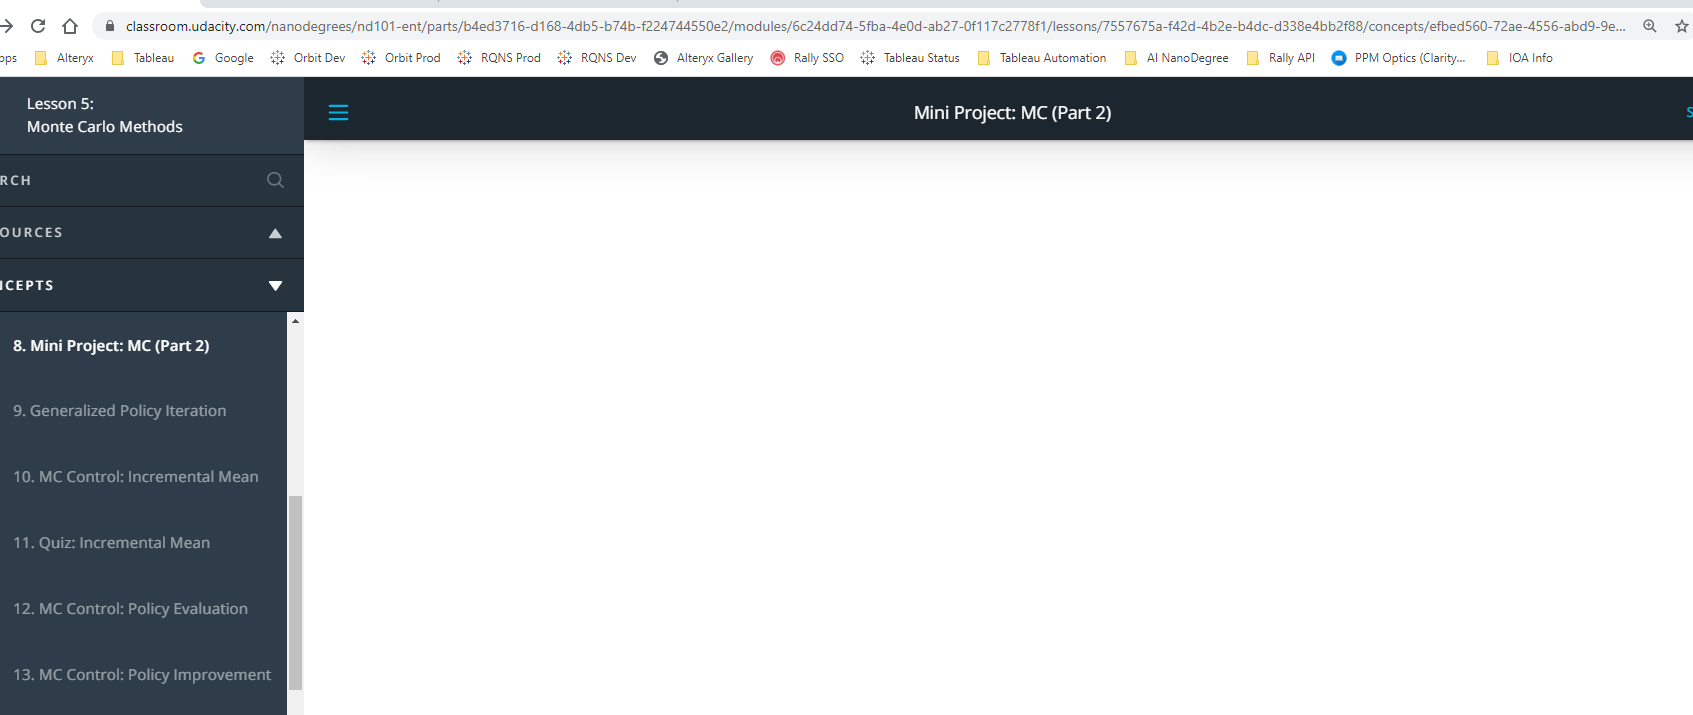 classroom.udacity.com/nanodegrees/nd101-ent/parts/b4ed3716-d168-4db5-b74b-f224744550e2/modules/6c24dd74-5fba-4e0d-ab27-0f117c2778f1/lessons/7557675a-f42d-4b2e-b4dc-d338e4bb2f88/concepts/efbed560-72ae-4556-abd9-9e...
pps Alteryx Tableau Google Orbit Dev Orbit Prod RQNS Prod RQNS Dev Alteryx Gallery Rally SSO Tableau Status Tableau Automation AI NanoDegree Rally API PPM Optics (Clarity... IOA Info
Lesson 5:
Monte Carlo Methods
Mini Project: MC (Part 2)
S
RCH
OURCES
NCEPTS
8. Mini Project: MC (Part 2)
9. Generalized Policy Iteration
10. MC Control: Incremental Mean
11. Quiz: Incremental Mean
12. MC Control: Policy Evaluation
13. MC Control: Policy Improvement